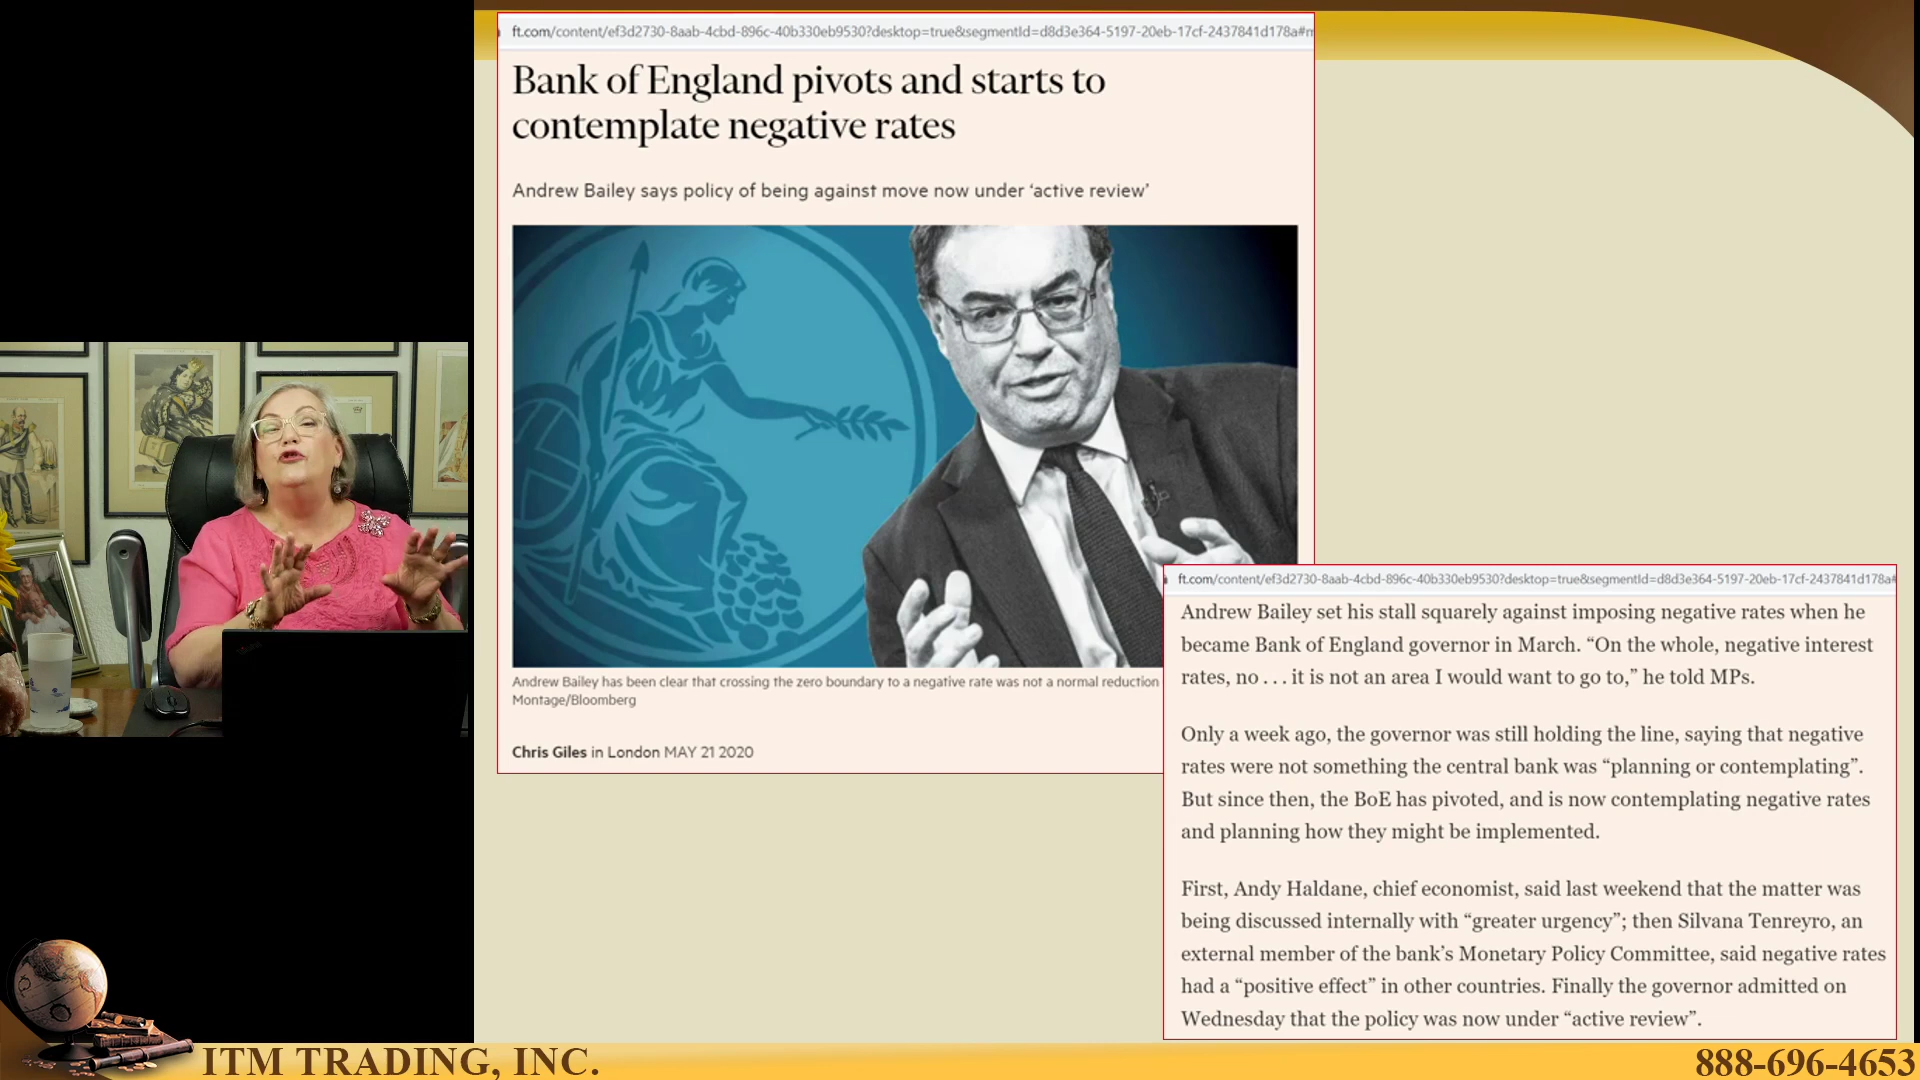 ft.com/content/ef3d2730-8aab-4cbd-896c-40b330eb9530?desktop=true&segmentId=d8d3e364-5197-20eb-17cf-2437841d178a#m
Bank of England pivots and starts to
contemplate negative rates
Andrew Bailey says policy of being against move now under ‘active review’
Andrew Bailey has been clear that crossing the zero boundary to a negative rate was not a normal reduction
Montage/Bloomberg
Chris Giles in London MAY 21 2020
ft.com/content/ef3d2730-8aab-4cbd-896c-40b330eb9530?desktop=true&segmentId=d8d3e364-5197-20eb-17cf-2437841d178a#
Andrew Bailey set his stall squarely against imposing negative rates when he
became Bank of England governor in March. “On the whole, negative interest
rates, no . . . it is not an area I would want to go to,” he told MPs.
Only a week ago, the governor was still holding the line, saying that negative
rates were not something the central bank was “planning or contemplating”.
But since then, the BoE has pivoted, and is now contemplating negative rates
and planning how they might be implemented.
First, Andy Haldane, chief economist, said last weekend that the matter was
being discussed internally with “greater urgency”; then Silvana Tenreyro, an
external member of the bank’s Monetary Policy Committee, said negative rates
had a “positive effect” in other countries. Finally the governor admitted on
Wednesday that the policy was now under “active review”.
ITM TRADING, INC.
888-696-4653